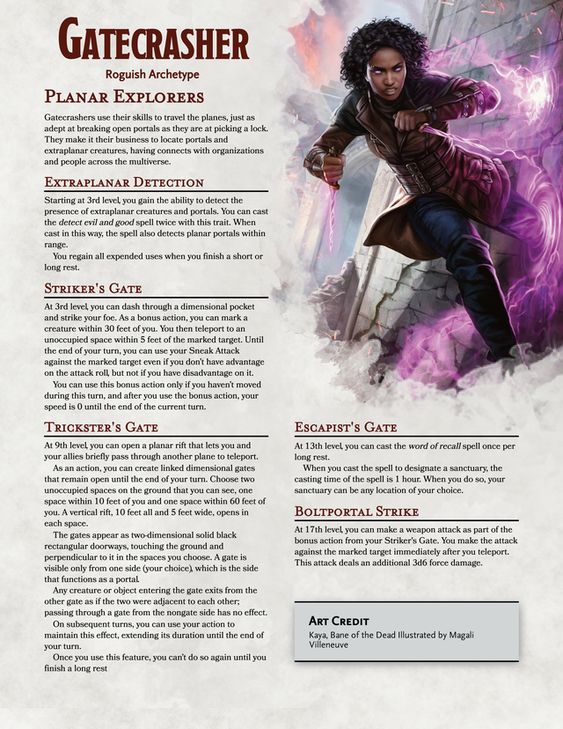 GATECRASHER
Roguish Archetype
PLANAR EXPLORERS
Gatecrashers use their skills to travel the planes, just as
adept at breaking open portals as they are at picking a lock.
They make it their business to locate portals and
extraplanar creatures, having connects with organizations
and people across the multiverse.
EXTRAPLANAR DETECTION
Starting at 3rd level, you gain the ability to detect the
presence of extraplanar creatures and portals. You can cast
the detect evil and good spell twice with this trait. When
cast in this way, the spell also detects planar portals within
range.
You regain all expended uses when you finish a short or
long rest.
STRIKER'S GATE
At 3rd level, you can dash through a dimensional pocket
and strike your foe. As a bonus action, you can mark a
creature within 30 feet of you. You then teleport to an
unoccupied space within 5 feet of the marked target. Until
the end of your turn, you can use your Sneak Attack
against the marked target even if you don't have advantage
on the attack roll, but not if you have disadvantage on it.
You can use this bonus action only if you haven't moved
during this turn, and after you use the bonus action, your
speed is 0 until the end of the current turn.
TRICKSTER'S GATE
At 9th level, you can open a planar rift that lets you and
your allies briefly pass through another plane to teleport.
As an action, you can create linked dimensional gates
that remain open until the end of your turn. Choose two
unoccupied spaces on the ground that you can see, one
space within 10 feet of you and one space within 60 feet of
you. A vertical rift, 10 feet all and 5 feet wide, opens in
each space.
The gates appear as two-dimensional solid black
rectangular doorways, touching the ground and
perpendicular to it in the spaces you choose. A gate is
visible only from one side (your choice), which is the side
that functions as a portal.
Any creature or object entering the gate exits from the
other gate as if the two were adjacent to each other;
passing through a gate from the nongate side has no effect.
On subsequent turns, you can use your action to
maintain this effect, extending its duration until the end of
your turn.
Once you use this feature, you can't do so again until you
finish a long rest
ESCAPIST'S GATE
At 13th level, you can cast the word of recall spell once per
long rest.
When you cast the spell to designate a sanctuary, the
casting time of the spell is 1 hour. When you do so, your
sanctuary can be any location of your choice.
BOLTPORTAL STRIKE
At 17th level, you can make a weapon attack as part of the
bonus action from your Striker's Gate. You make the attack
against the marked target immediately after you teleport.
This attack deals an additional 3d6 force damage.
ART CREDIT
Kaya, Bane of the Dead Illustrated by Magali
Villeneuve